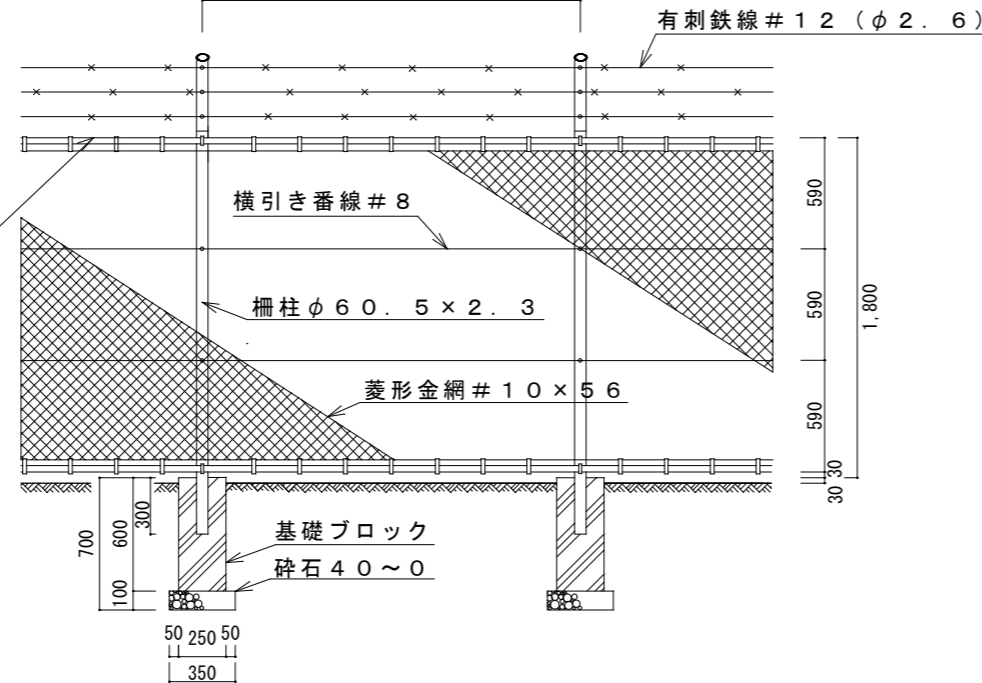 有刺鉄線＃１２（φ２．６）
横引き番線＃８
柵柱φ６０．５×２．３
菱形金網＃１０×５６
590
590
590
1,800
30
30
基礎ブロック
砕石４０～０
300
600
700
100
50 250 50
350